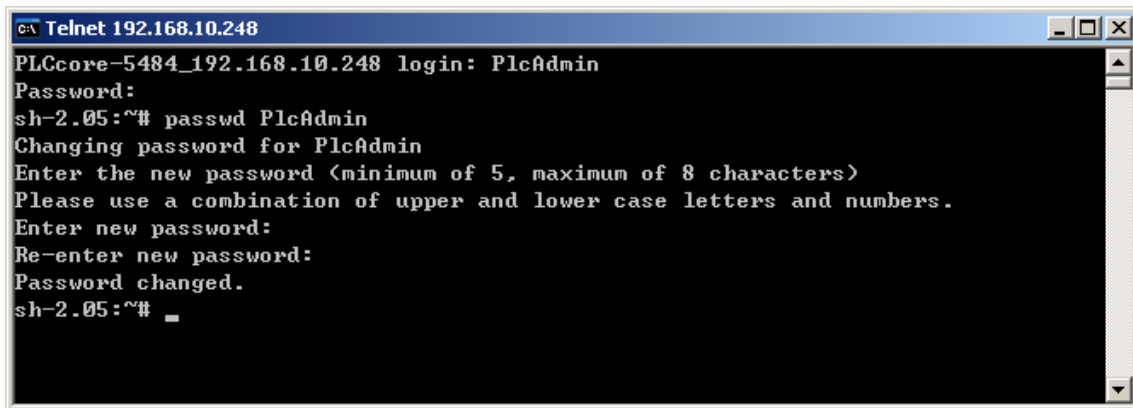 Telnet 192.168.10.248
PLCcore-5484_192.168.10.248 login: PlcAdmin
Password:
sh-2.05:~# passwd PlcAdmin
Changing password for PlcAdmin
Enter the new password (minimum of 5, maximum of 8 characters)
Please use a combination of upper and lower case letters and numbers.
Enter new password:
Re-enter new password:
Password changed.
sh-2.05:~# _